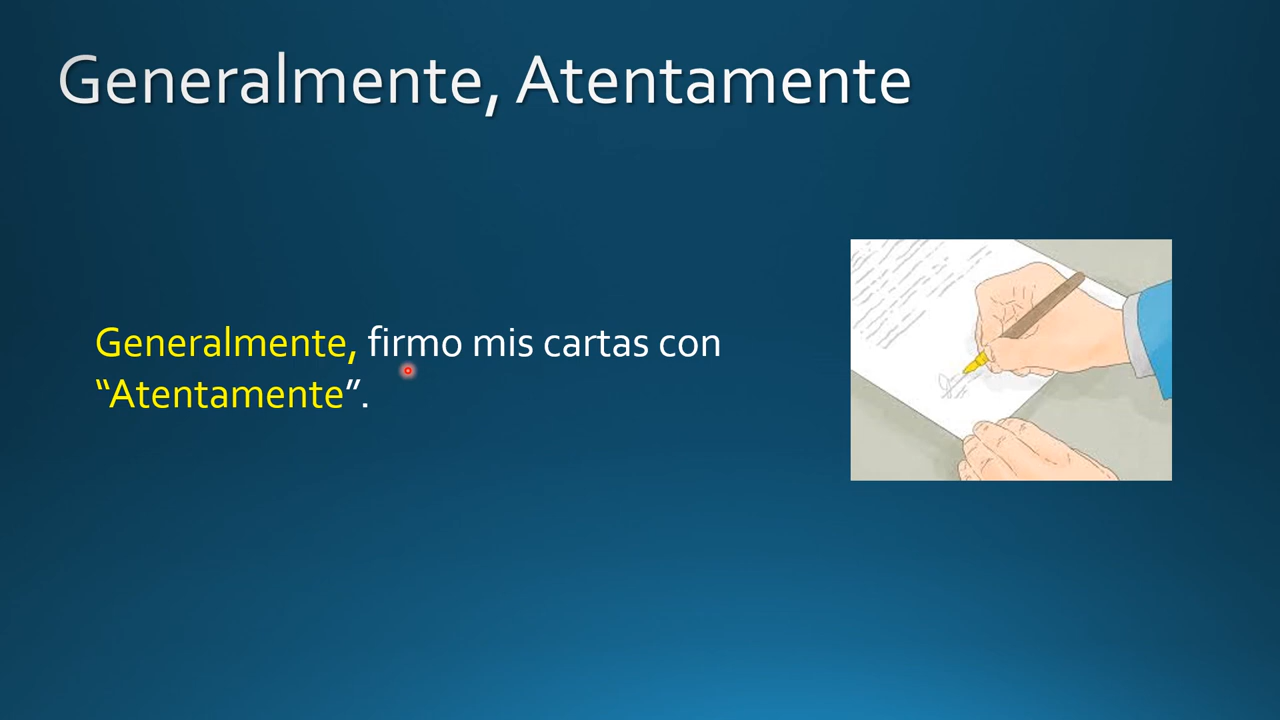 Generalmente, Atentamente
Generalmente, firmo mis cartas con
“Atentamente”.